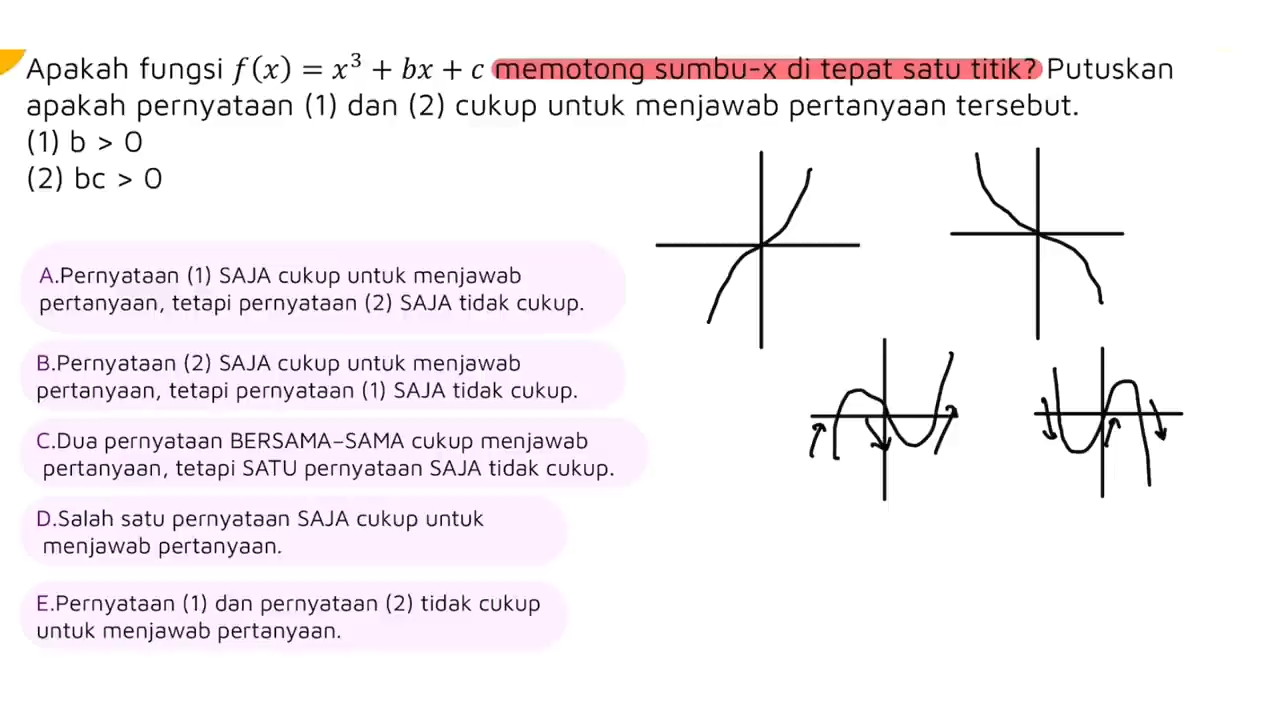 Apakah fungsi f(x) = x³ + bx + c memotong sumbu-x di tepat satu titik? Putuskan
apakah pernyataan (1) dan (2) cukup untuk menjawab pertanyaan tersebut.
(1) b > 0
(2) bc > 0
A.Pernyataan (1) SAJA cukup untuk menjawab
pertanyaan, tetapi pernyataan (2) SAJA tidak cukup.
B.Pernyataan (2) SAJA cukup untuk menjawab
pertanyaan, tetapi pernyataan (1) SAJA tidak cukup.
C.Dua pernyataan BERSAMA-SAMA cukup menjawab
pertanyaan, tetapi SATU pernyataan SAJA tidak cukup.
D.Salah satu pernyataan SAJA cukup untuk
menjawab pertanyaan.
E.Pernyataan (1) dan pernyataan (2) tidak cukup
untuk menjawab pertanyaan.